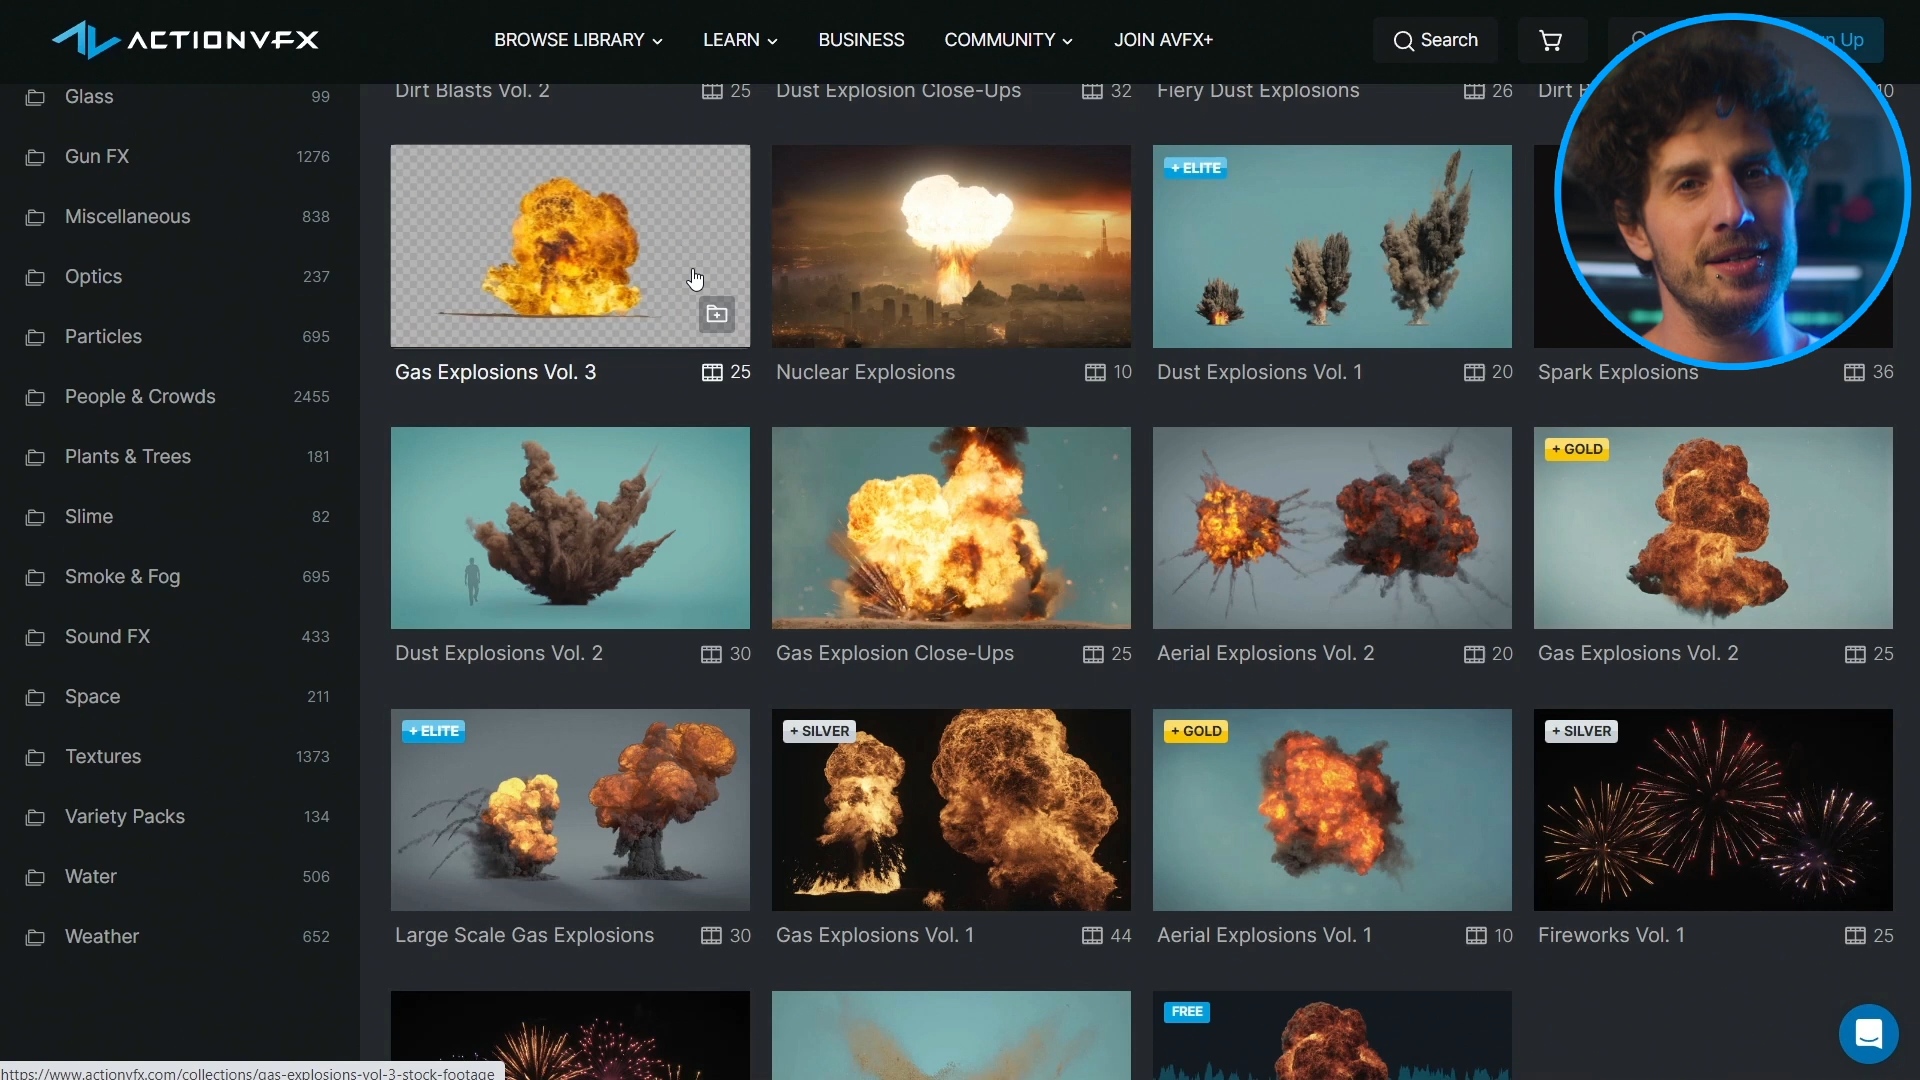 ACTIONVFX
BROWSE LIBRARY
LEARN
BUSINESS
COMMUNITY
JOIN AVFX+
Search
Up
Glass 99
Gun FX 1276
Miscellaneous 838
Optics 237
Particles 695
People & Crowds 2455
Plants & Trees 181
Slime 82
Smoke & Fog 695
Sound FX 433
Space 211
Textures 1373
Variety Packs 134
Water 506
Weather 652
Dirt Blasts Vol. 2 25
Dust Explosion Close-Ups 32
Fiery Dust Explosions 26
Dirt
+ ELITE
Gas Explosions Vol. 3 25
Nuclear Explosions 10
Dust Explosions Vol. 1 20
Spark Explosions 36
+ GOLD
Dust Explosions Vol. 2 30
Gas Explosion Close-Ups 25
Aerial Explosions Vol. 2 20
Gas Explosions Vol. 2 25
+ ELITE
+ SILVER
+ GOLD
+ SILVER
Large Scale Gas Explosions 30
Gas Explosions Vol. 1 44
Aerial Explosions Vol. 1 10
Fireworks Vol. 1 25
FREE
https://www.actionvfx.com/collections/gas-explosions-vol-3-stock-footage